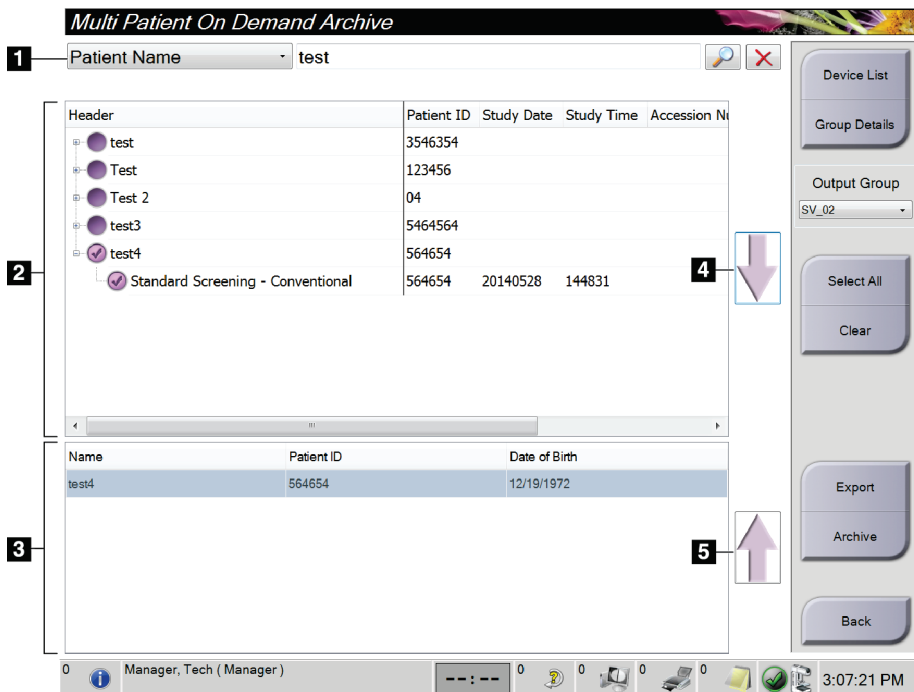 Multi Patient On Demand Archive
1
Patient Name
test
Header Patient ID Study Date Study Time Accession Nu
test 3546354
Test 123456
Test 2 04
test3 5464564
test4 564654
Standard Screening - Conventional 564654 20140528 144831
2
4
Name Patient ID Date of Birth
test4 564654 12/19/1972
3
5
Device List
Group Details
Output Group
SV_02
Select All
Clear
Export
Archive
Back
0 Manager, Tech ( Manager ) --:-- 0 0 0 0 3:07:21 PM